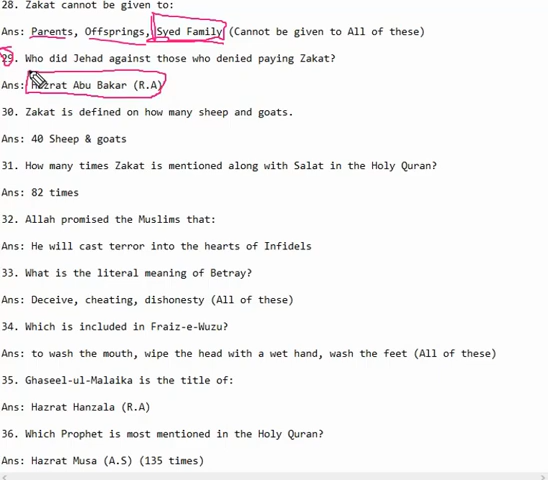 28. Zakat cannot be given to:
Ans: Parents, Offsprings, Syed Family (Cannot be given to All of these)
29. Who did Jehad against those who denied paying Zakat?
Ans: Hazrat Abu Bakar (R.A)
30. Zakat is defined on how many sheep and goats.
Ans: 40 Sheep & goats
31. How many times Zakat is mentioned along with Salat in the Holy Quran?
Ans: 82 times
32. Allah promised the Muslims that:
Ans: He will cast terror into the hearts of Infidels
33. What is the literal meaning of Betray?
Ans: Deceive, cheating, dishonesty (All of these)
34. Which is included in Fraiz-e-Wuzu?
Ans: to wash the mouth, wipe the head with a wet hand, wash the feet (All of these)
35. Ghaseel-ul-Malaika is the title of:
Ans: Hazrat Hanzala (R.A)
36. Which Prophet is most mentioned in the Holy Quran?
Ans: Hazrat Musa (A.S) (135 times)